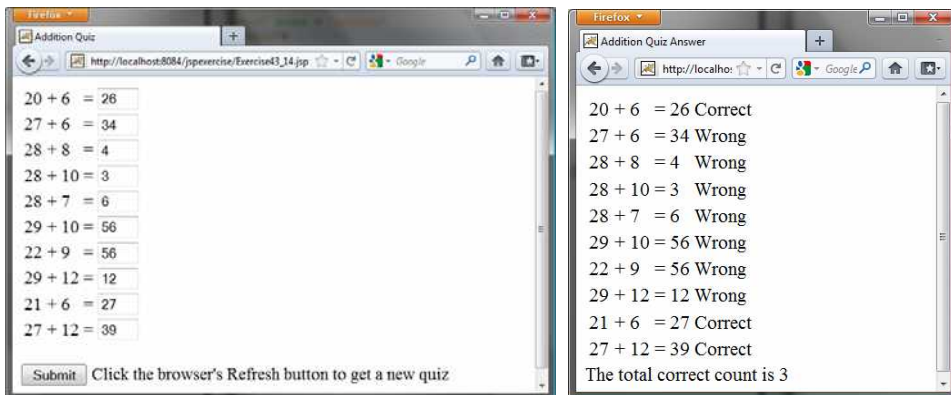 Firefox
Addition Quiz
http://localhost:8084/jspexercise/Exercise43_14.jsp
Google
20 + 6 = 26
27 + 6 = 34
28 + 8 = 4
28 + 10 = 3
28 + 7 = 6
29 + 10 = 56
22 + 9 = 56
29 + 12 = 12
21 + 6 = 27
27 + 12 = 39
Submit Click the browser's Refresh button to get a new quiz
Firefox
Addition Quiz Answer
http://localho:
Google
20 + 6 = 26 Correct
27 + 6 = 34 Wrong
28 + 8 = 4 Wrong
28 + 10 = 3 Wrong
28 + 7 = 6 Wrong
29 + 10 = 56 Wrong
22 + 9 = 56 Wrong
29 + 12 = 12 Wrong
21 + 6 = 27 Correct
27 + 12 = 39 Correct
The total correct count is 3